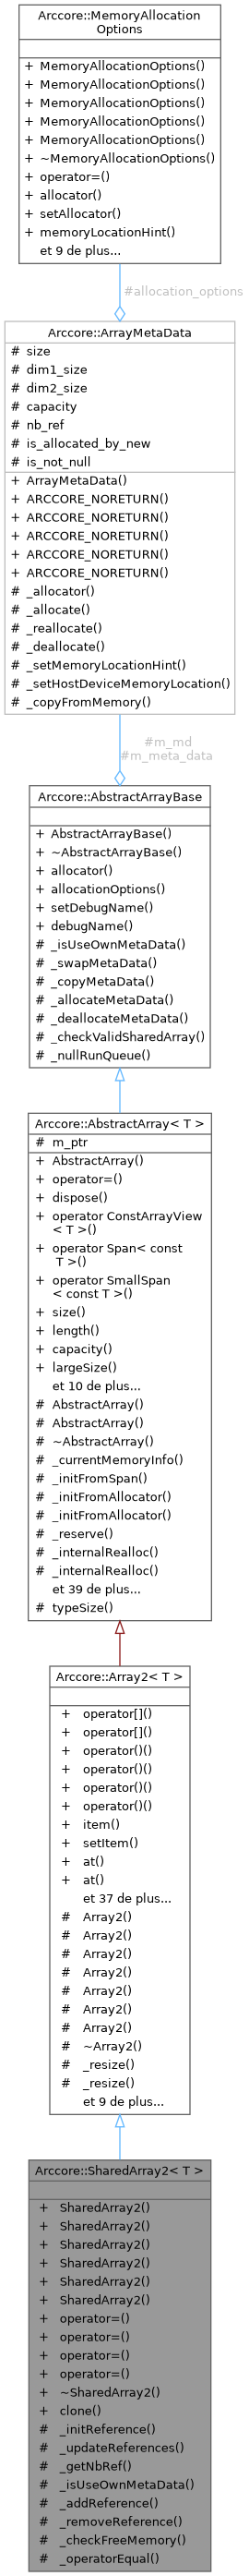 Arccore::MemoryAllocation
Options
+ MemoryAllocationOptions()
+ MemoryAllocationOptions()
+ MemoryAllocationOptions()
+ MemoryAllocationOptions()
+ MemoryAllocationOptions()
+ ~MemoryAllocationOptions()
+ operator=()
+ allocator()
+ setAllocator()
+ memoryLocationHint()
et 9 de plus...
#allocation_options
Arccore::ArrayMetaData
# size
# dim1_size
# dim2_size
# capacity
# nb_ref
# is_allocated_by_new
# is_not_null
+ ArrayMetaData()
+ ARCCORE_NORETURN()
+ ARCCORE_NORETURN()
+ ARCCORE_NORETURN()
+ ARCCORE_NORETURN()
+ ARCCORE_NORETURN()
# _allocator()
# _allocate()
# _reallocate()
# _deallocate()
# _setMemoryLocationHint()
# _setHostDeviceMemoryLocation()
# _copyFromMemory()
#m_md
#m_meta_data
Arccore::AbstractArrayBase
+ AbstractArrayBase()
+ ~AbstractArrayBase()
+ allocator()
+ allocationOptions()
+ setDebugName()
+ debugName()
# _isUseOwnMetaData()
# _swapMetaData()
# _copyMetaData()
# _allocateMetaData()
# _deallocateMetaData()
# _checkValidSharedArray()
# _nullRunQueue()
Arccore::AbstractArray< T >
# m_ptr
+ AbstractArray()
+ operator=()
+ dispose()
+ operator ConstArrayView
< T >()
+ operator Span< const
T >()
+ operator SmallSpan
< const T >()
+ size()
+ length()
+ capacity()
+ largeSize()
et 10 de plus...
# AbstractArray()
# AbstractArray()
# ~AbstractArray()
# _currentMemoryInfo()
# _initFromSpan()
# _initFromAllocator()
# _initFromAllocator()
# _reserve()
# _internalRealloc()
# _internalRealloc()
et 39 de plus...
# typeSize()
Arccore::Array2< T >
+ operator[]()
+ operator[]()
+ operator()()
+ operator()()
+ operator()()
+ operator()()
+ item()
+ setItem()
+ at()
+ at()
et 37 de plus...
# Array2()
# Array2()
# Array2()
# Array2()
# Array2()
# Array2()
# Array2()
# ~Array2()
# _resize()
# _resize()
et 9 de plus...
Arccore::SharedArray2< T >
+ SharedArray2()
+ SharedArray2()
+ SharedArray2()
+ SharedArray2()
+ SharedArray2()
+ SharedArray2()
+ operator=()
+ operator=()
+ operator=()
+ operator=()
+ ~SharedArray2()
+ clone()
# _initReference()
# _updateReferences()
# _getNbRef()
# _isUseOwnMetaData()
# _addReference()
# _removeReference()
# _checkFreeMemory()
# _operatorEqual()